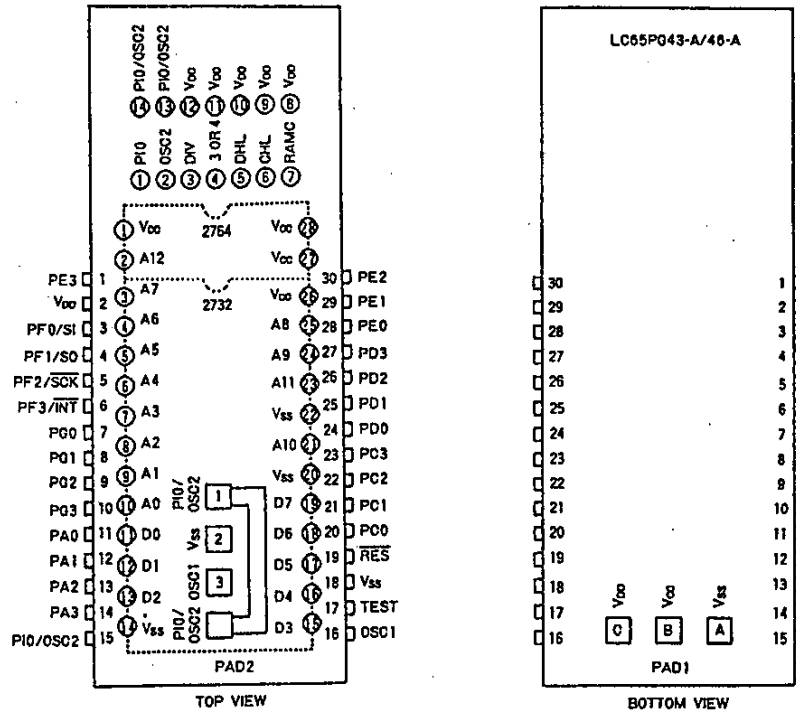 PI0/OSC2 PI0/OSC2 VDD VDD VDD VDD VDD
14 13 12 11 10 9 8
PI0 OSC2 DIV 3 OR 4 DHL CHL RAMC
1 2 3 4 5 6 7
1 VDD 2764 VCC 28
2 A12 VCC 27
PE3 1 3 A7 2732 VDD 26 30 PE2
VDD 2 4 A6 A8 25 29 PE1
PF0/SI 3 5 A5 A9 24 28 PE0
PF1/SO 4 6 A4 A11 23 27 PD3
PF2/SCK 5 7 A3 VSS 22 26 PD2
PF3/INT 6 8 A2 A10 21 25 PD1
PG0 7 9 A1 VSS 20 24 PD0
PG1 8 10 A0 D7 19 23 PC3
PG2 9 11 D0 D6 18 22 PC2
PG3 10 12 D1 D5 17 21 PC1
PA0 11 13 D2 D4 16 20 PC0
PA1 12 14 VSS D3 15 19 RES
PA2 13 18 VSS
PA3 14 17 TEST
PI0/OSC2 15 16 OSC1
PI0/OSC2 1
VSS 2
OSC1 3
PI0/OSC2
PAD2
TOP VIEW
LC65PG43-A/46-A
30 1
29 2
28 3
27 4
26 5
25 6
24 7
23 8
22 9
21 10
20 11
19 12
18 13
17 14
16 15
VDD VDD VSS
C B A
PAD1
BOTTOM VIEW